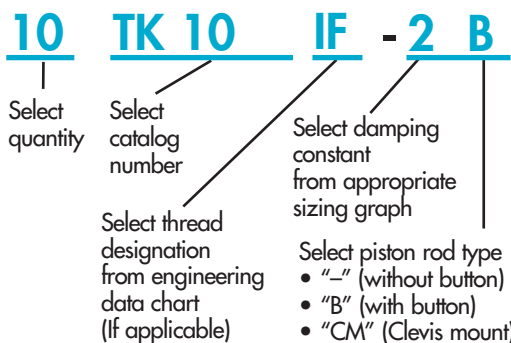 10 TK 10 IF - 2 B
Select
quantity
Select
catalog
number
Select damping
constant
from appropriate
sizing graph
Select thread
designation
from engineering
data chart
(If applicable)
Select piston rod type
• “–” (without button)
• “B” (with button)
• “CM” (Clevis mount)